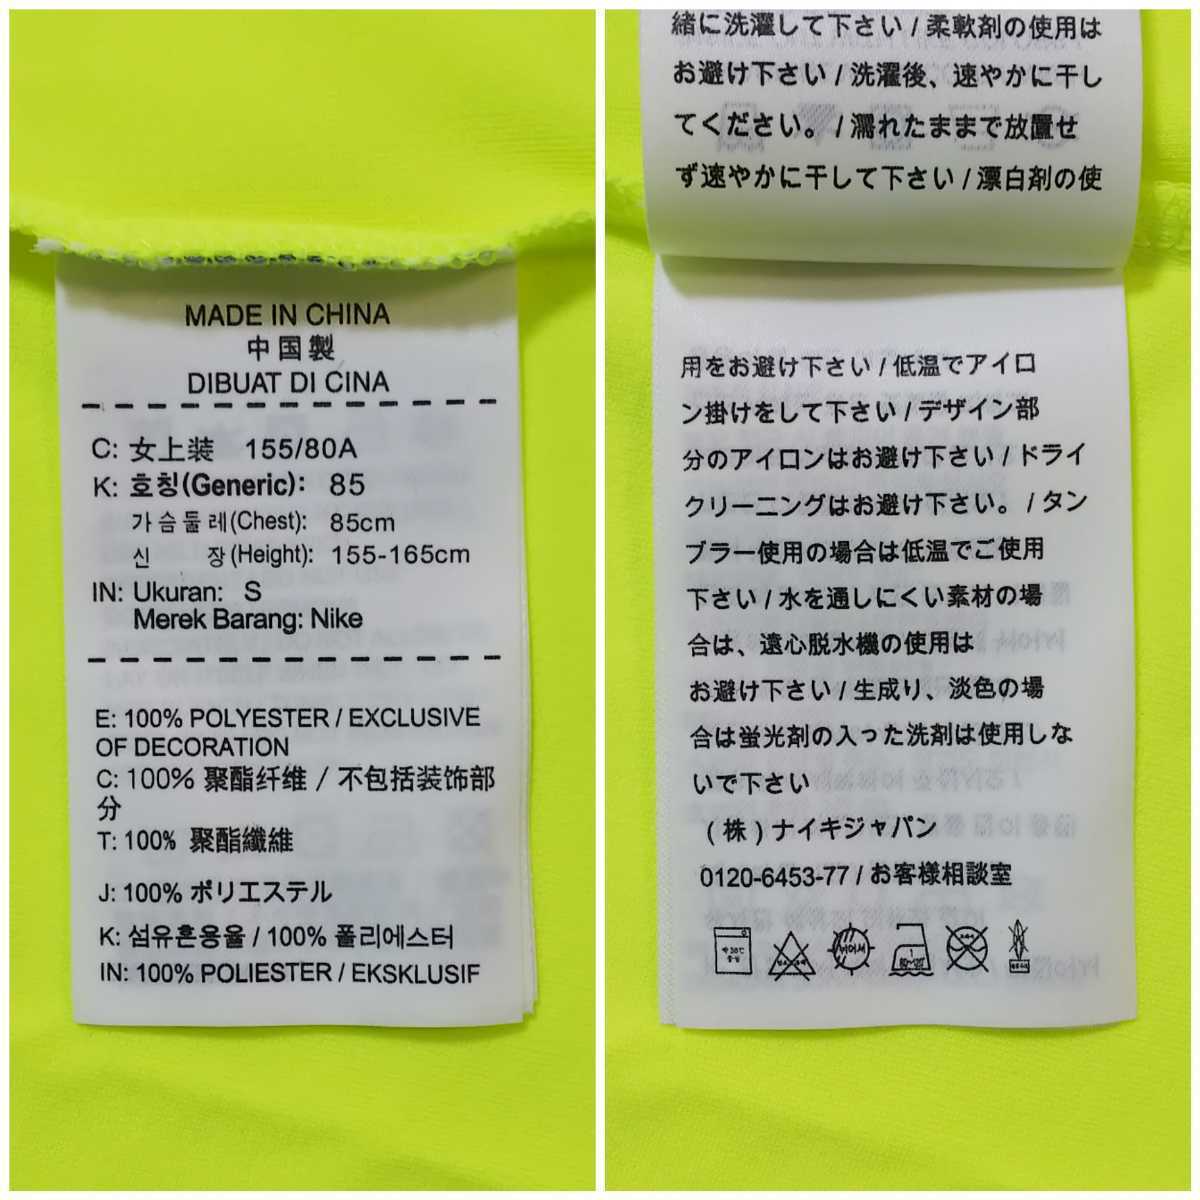 MADE IN CHINA
中国製
DIBUAT DI CINA
C: 女上装 155/80A
K: 호칭(Generic): 85
가슴둘레(Chest): 85cm
신 장(Height): 155-165cm
IN: Ukuran: S
Merek Barang: Nike
E: 100% POLYESTER / EXCLUSIVE
OF DECORATION
C: 100% 聚酯纤维 / 不包括装饰部
分
T: 100% 聚酯纖維
J: 100% ポリエステル
K: 섬유혼용율 / 100% 폴리에스터
IN: 100% POLIESTER / EKSKLUSIF
緒に洗濯して下さい / 柔軟剤の使用は
お避け下さい / 洗濯後、速やかに干し
てください。 / 濡れたままで放置せ
ず速やかに干して下さい / 漂白剤の使
用をお避け下さい / 低温でアイロ
ン掛けをして下さい / デザイン部
分のアイロンはお避け下さい / ドライ
クリーニングはお避け下さい。 / タン
ブラー使用の場合は低温でご使用
下さい / 水を通しにくい素材の場
合は、遠心脱水機の使用は
お避け下さい / 生成り、淡色の場
合は蛍光剤の入った洗剤は使用しな
いで下さい
(株)ナイキジャパン
0120-6453-77 / お客様相談室